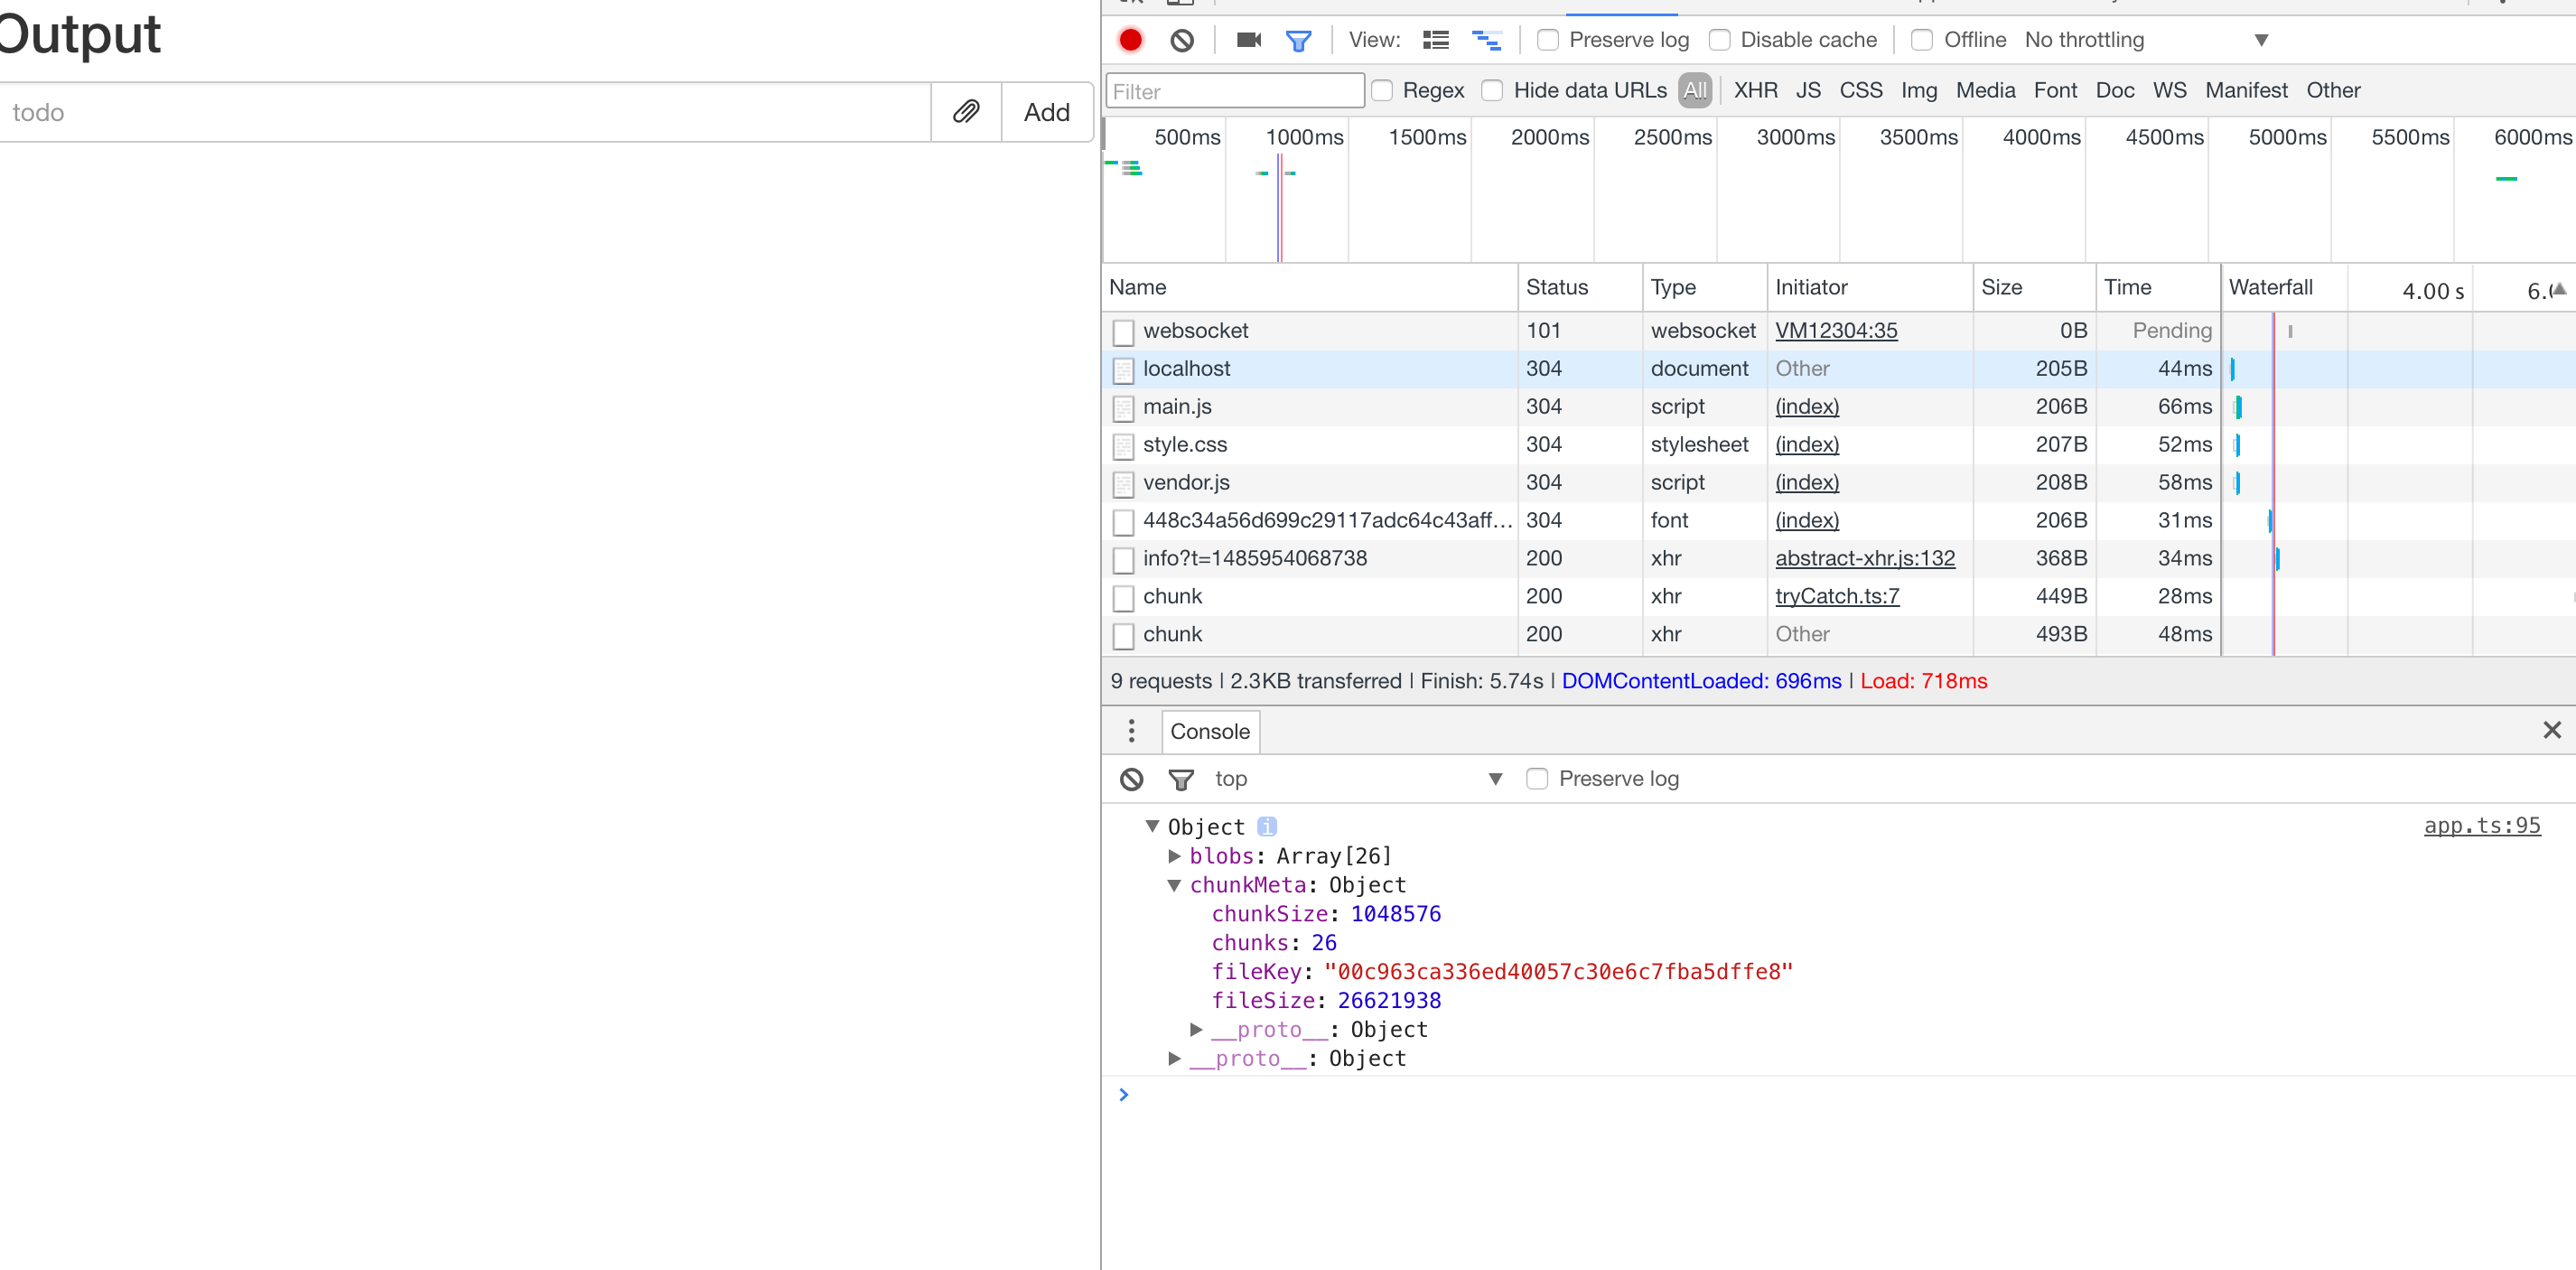 Output
todo
Add
View:
Preserve log
Disable cache
Offline
No throttling
Filter
Regex
Hide data URLs
All
XHR
JS
CSS
Img
Media
Font
Doc
WS
Manifest
Other
500ms 1000ms 1500ms 2000ms 2500ms 3000ms 3500ms 4000ms 4500ms 5000ms 5500ms 6000ms
Name Status Type Initiator Size Time Waterfall 4.00 s
websocket 101 websocket VM12304:35 0B Pending
localhost 304 document Other 205B 44ms
main.js 304 script (index) 206B 66ms
style.css 304 stylesheet (index) 207B 52ms
vendor.js 304 script (index) 208B 58ms
448c34a56d699c29117adc64c43aff… 304 font (index) 206B 31ms
info?t=1485954068738 200 xhr abstract-xhr.js:132 368B 34ms
chunk 200 xhr tryCatch.ts:7 449B 28ms
chunk 200 xhr Other 493B 48ms
9 requests | 2.3KB transferred | Finish: 5.74s | DOMContentLoaded: 696ms | Load: 718ms
Console
top
Preserve log
Object i app.ts:95
blobs: Array[26]
chunkMeta: Object
chunkSize: 1048576
chunks: 26
fileKey: "00c963ca336ed40057c30e6c7fba5dffe8"
fileSize: 26621938
__proto__: Object
__proto__: Object